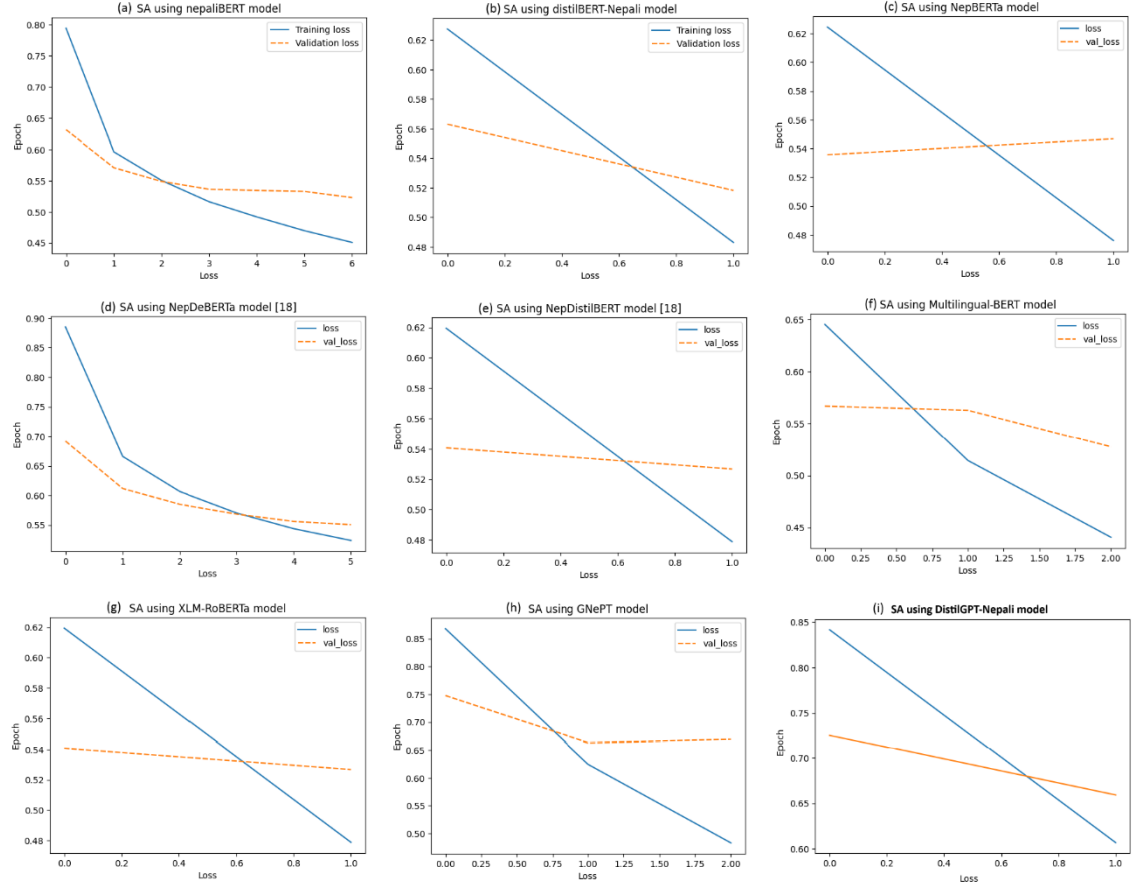 (a) SA using nepaliBERT model
Training loss
Validation loss
0.80
0.75
0.70
0.65
0.60
0.55
0.50
0.45
Epoch
0 1 2 3 4 5 6
Loss
(b) SA using distilBERT-Nepali model
Training loss
Validation loss
0.62
0.60
0.58
0.56
0.54
0.52
0.50
0.48
Epoch
0.0 0.2 0.4 0.6 0.8 1.0
Loss
(c) SA using NepBERTa model
loss
val_loss
0.62
0.60
0.58
0.56
0.54
0.52
0.50
0.48
Epoch
0.0 0.2 0.4 0.6 0.8 1.0
Loss
(d) SA using NepDeBERTa model [18]
loss
val_loss
0.90
0.85
0.80
0.75
0.70
0.65
0.60
0.55
Epoch
0 1 2 3 4 5
Loss
(e) SA using NepDistilBERT model [18]
loss
val_loss
0.62
0.60
0.58
0.56
0.54
0.52
0.50
0.48
Epoch
0.0 0.2 0.4 0.6 0.8 1.0
Loss
(f) SA using Multilingual-BERT model
loss
val_loss
0.65
0.60
0.55
0.50
0.45
Epoch
0.00 0.25 0.50 0.75 1.00 1.25 1.50 1.75 2.00
Loss
(g) SA using XLM-RoBERTa model
loss
val_loss
0.62
0.60
0.58
0.56
0.54
0.52
0.50
0.48
Epoch
0.0 0.2 0.4 0.6 0.8 1.0
Loss
(h) SA using GNePT model
loss
val_loss
0.85
0.80
0.75
0.70
0.65
0.60
0.55
0.50
Epoch
0.00 0.25 0.50 0.75 1.00 1.25 1.50 1.75 2.00
Loss
(i) SA using DistilGPT-Nepali model
0.85
0.80
0.75
0.70
0.65
0.60
Epoch
0.0 0.2 0.4 0.6 0.8 1.0
Loss